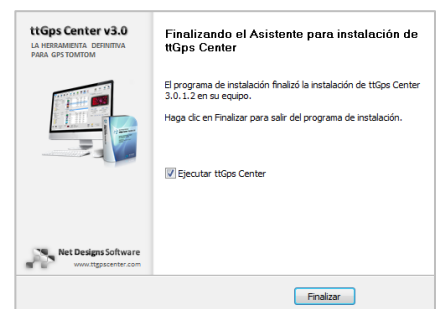 ttGps Center v3.0
LA HERRAMIENTA DEFINITIVA
PARA GPS TOMTOM
Finalizando el Asistente para instalación de
ttGps Center
El programa de instalación finalizó la instalación de ttGps Center
3.0.1.2 en su equipo.
Haga clic en Finalizar para salir del programa de instalación.
Ejecutar ttGps Center
Net Designs Software
www.ttgpscenter.com
Finalizar